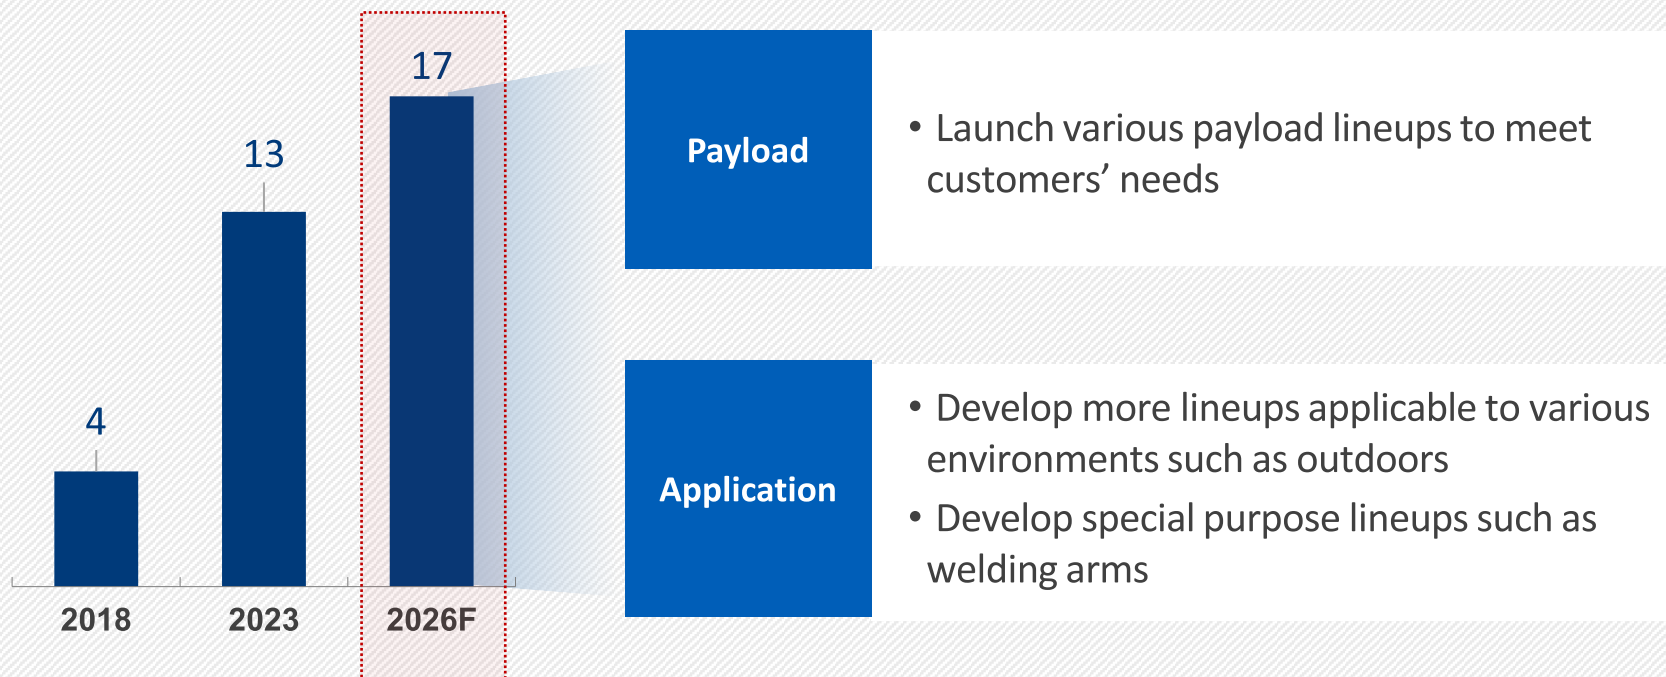 17
13
4
2018
2023
2026F
Payload
• Launch various payload lineups to meet
customers’ needs
Application
• Develop more lineups applicable to various
environments such as outdoors
• Develop special purpose lineups such as
welding arms